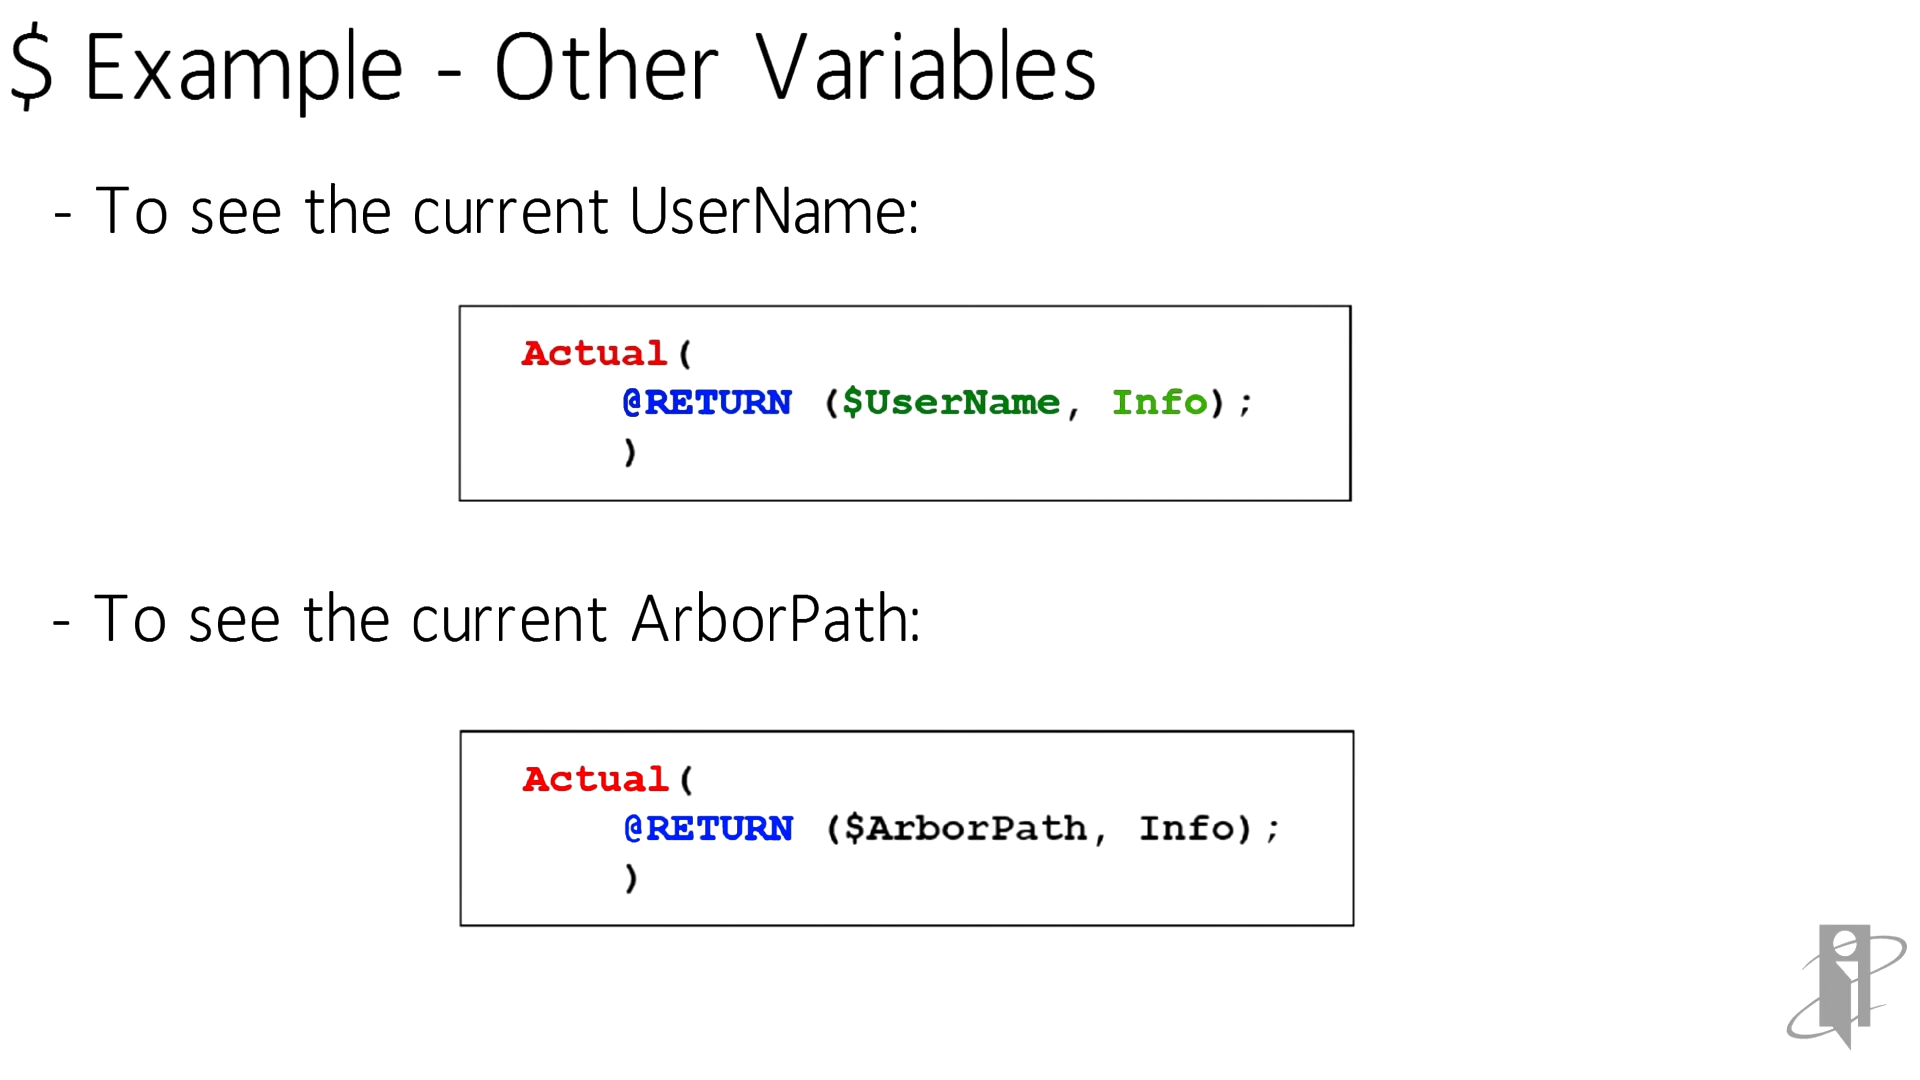 $ Example - Other Variables
- To see the current UserName:
Actual(
@RETURN ($UserName, Info);
)
- To see the current ArborPath:
Actual(
@RETURN ($ArborPath, Info);
)